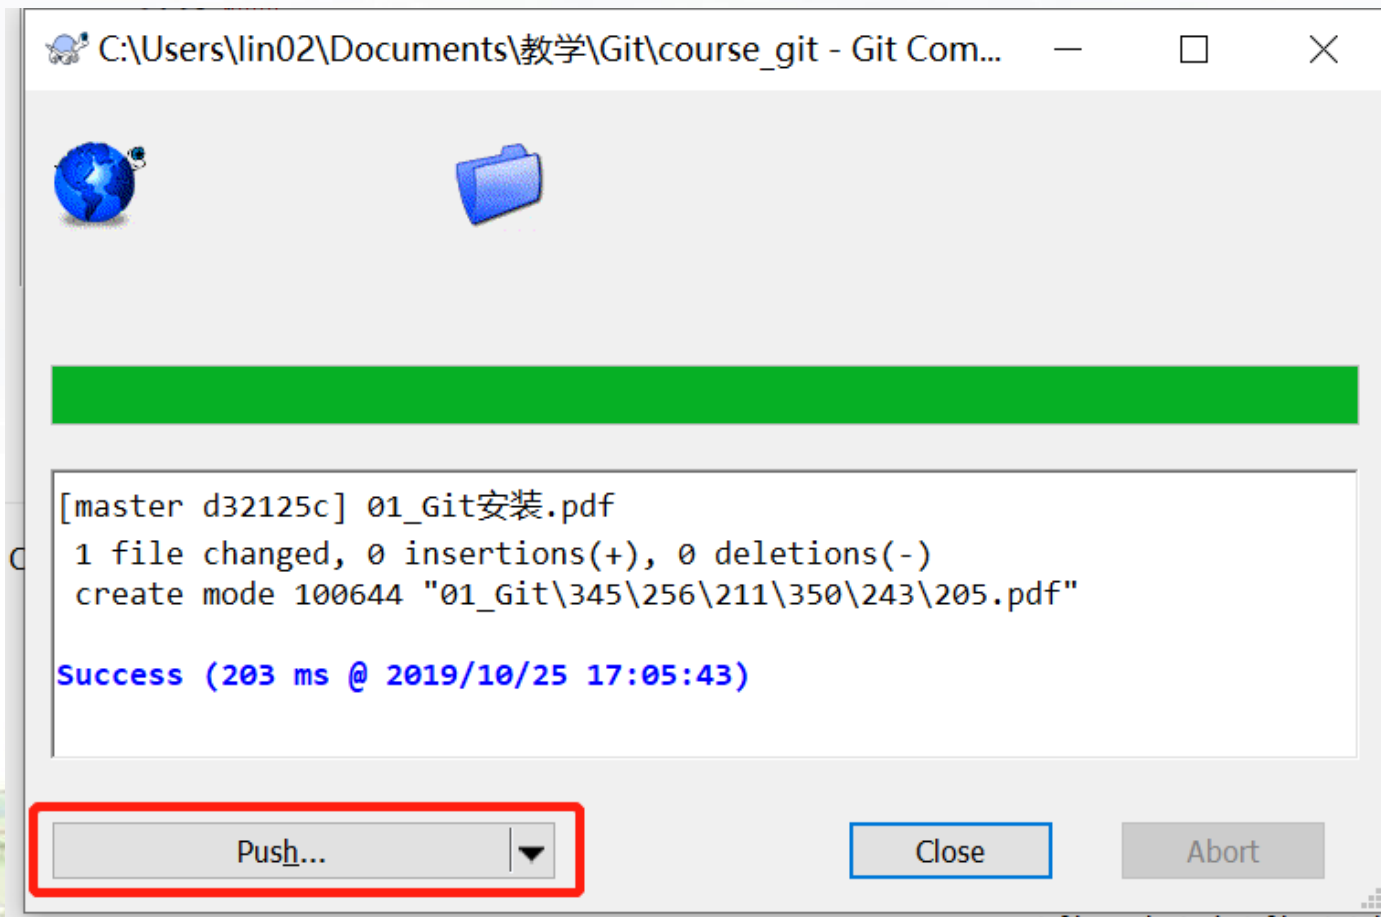 C:\Users\lin02\Documents\教学\Git\course_git - Git Com...
[master d32125c] 01_Git安装.pdf
1 file changed, 0 insertions(+), 0 deletions(-)
create mode 100644 "01_Git\345\256\211\350\243\205.pdf"
Success (203 ms @ 2019/10/25 17:05:43)
Push...
Close
Abort